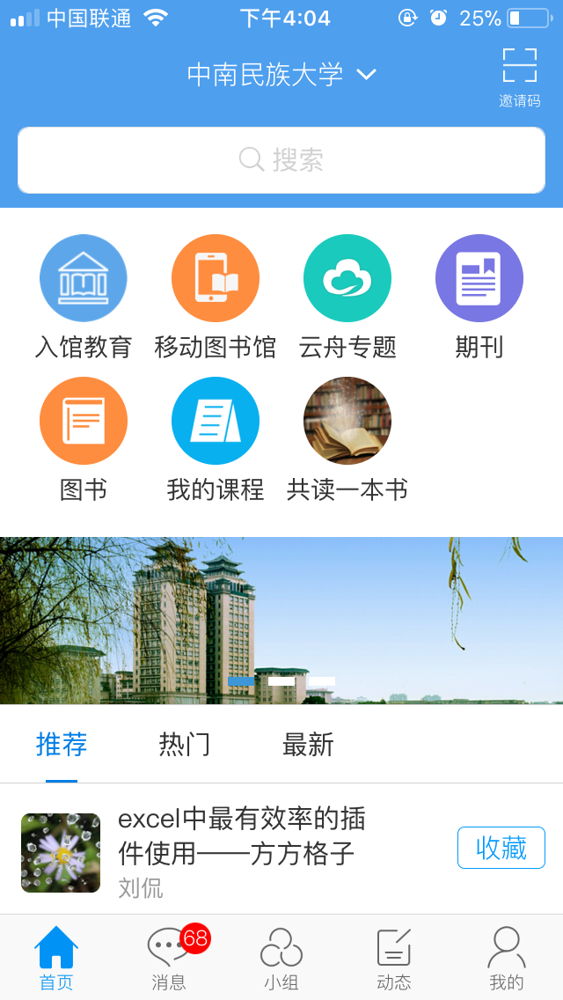 中国联通 下午4:04 25%
中南民族大学
邀请码
搜索
入馆教育 移动图书馆 云舟专题 期刊
图书 我的课程 共读一本书
推荐 热门 最新
excel中最有效率的插
件使用——方方格子
刘侃
收藏
68
首页 消息 小组 动态 我的